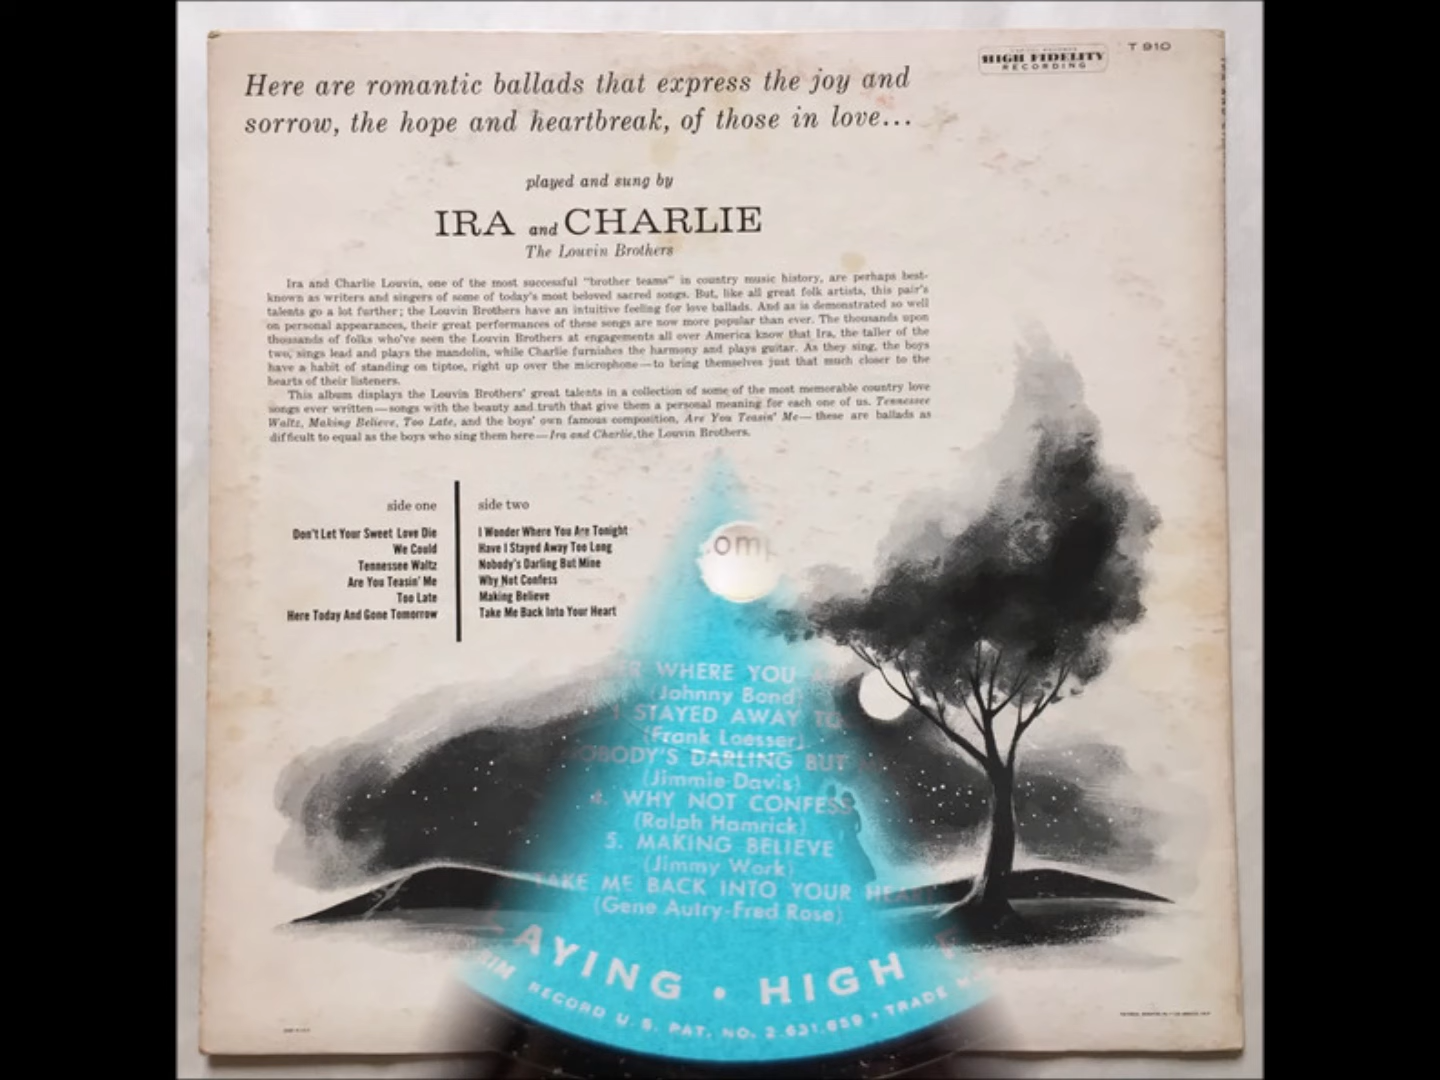 HIGH FIDELITY
RECORDING
T 910
Here are romantic ballads that express the joy and
sorrow, the hope and heartbreak, of those in love...
played and sung by
IRA and CHARLIE
The Louvin Brothers
Ira and Charlie Louvin, one of the most successful "brother teams" in country music history, are perhaps best-
known as writers and singers of some of today's most beloved sacred songs. But, like all great folk artists, this pair's
talents go a lot further; the Louvin Brothers have an intuitive feeling for love ballads. And as is demonstrated so well
on personal appearances, their great performances of these songs are now more popular than ever. The thousands upon
thousands of folks who've seen the Louvin Brothers at engagements all over America know that Ira, the taller of the
two, sings lead and plays the mandolin, while Charlie furnishes the harmony and plays guitar. As they sing, the boys
have a habit of standing on tiptoe, right up over the microphone—to bring themselves just that much closer to the
hearts of their listeners.
This album displays the Louvin Brothers' great talents in a collection of some of the most memorable country love
songs ever written—songs with the beauty and truth that give them a personal meaning for each one of us. Tennessee
Waltz, Making Believe, Too Late, and the boys' own famous composition, Are You Teasin' Me—these are ballads as
difficult to equal as the boys who sing them here—Ira and Charlie, the Louvin Brothers.
side one
Don't Let Your Sweet Love Die
We Could
Tennessee Waltz
Are You Teasin' Me
Too Late
Here Today And Gone Tomorrow
side two
I Wonder Where You Are Tonight
Have I Stayed Away Too Long
Nobody's Darling But Mine
Why Not Confess
Making Believe
Take Me Back Into Your Heart
omp
ER WHERE YOU
(Johnny Bond)
I STAYED AWAY TO
(Frank Loesser)
OBODY'S DARLING BUT
(Jimmie Davis)
4. WHY NOT CONFESS
(Ralph Hamrick)
5. MAKING BELIEVE
(Jimmy Work)
TAKE ME BACK INTO YOUR HEART
(Gene Autry-Fred Rose)
LAYING • HIGH F
RECORD U. S. PAT. NO. 2,631,859 • TRADE M